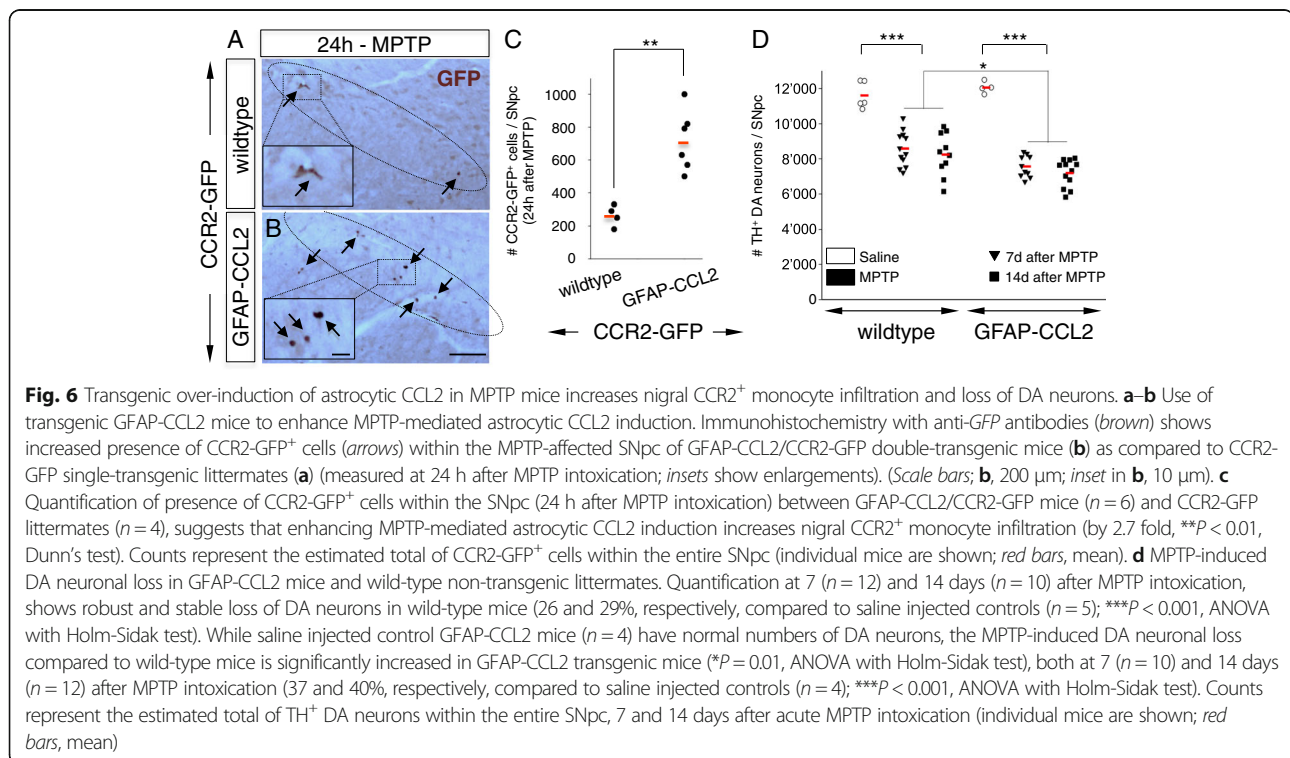 A
24h - MPTP
CCR2-GFP
wildtype
GFAP-CCL2
GFP
B
C
**
# CCR2-GFP⁺ cells / SNpc
(24h after MPTP)
1000
800
600
400
200
0
wildtype
GFAP-CCL2
CCR2-GFP
D
***
***
*
# TH⁺ DA neurons / SNpc
12'000
10'000
8'000
6'000
4'000
2'000
0
Saline
MPTP
7d after MPTP
14d after MPTP
wildtype
GFAP-CCL2
Fig. 6 Transgenic over-induction of astrocytic CCL2 in MPTP mice increases nigral CCR2⁺ monocyte infiltration and loss of DA neurons. a–b Use of
transgenic GFAP-CCL2 mice to enhance MPTP-mediated astrocytic CCL2 induction. Immunohistochemistry with anti-GFP antibodies (brown) shows
increased presence of CCR2-GFP⁺ cells (arrows) within the MPTP-affected SNpc of GFAP-CCL2/CCR2-GFP double-transgenic mice (b) as compared to CCR2-
GFP single-transgenic littermates (a) (measured at 24 h after MPTP intoxication; insets show enlargements). (Scale bars; b, 200 μm; inset in b, 10 μm). c
Quantification of presence of CCR2-GFP⁺ cells within the SNpc (24 h after MPTP intoxication) between GFAP-CCL2/CCR2-GFP mice (n = 6) and CCR2-GFP
littermates (n = 4), suggests that enhancing MPTP-mediated astrocytic CCL2 induction increases nigral CCR2⁺ monocyte infiltration (by 2.7 fold, **P < 0.01,
Dunn's test). Counts represent the estimated total of CCR2-GFP⁺ cells within the entire SNpc (individual mice are shown; red bars, mean). d MPTP-induced
DA neuronal loss in GFAP-CCL2 mice and wild-type non-transgenic littermates. Quantification at 7 (n = 12) and 14 days (n = 10) after MPTP intoxication,
shows robust and stable loss of DA neurons in wild-type mice (26 and 29%, respectively, compared to saline injected controls (n = 5); ***P < 0.001, ANOVA
with Holm-Sidak test). While saline injected control GFAP-CCL2 mice (n = 4) have normal numbers of DA neurons, the MPTP-induced DA neuronal loss
compared to wild-type mice is significantly increased in GFAP-CCL2 transgenic mice (*P = 0.01, ANOVA with Holm-Sidak test), both at 7 (n = 10) and 14 days
(n = 12) after MPTP intoxication (37 and 40%, respectively, compared to saline injected controls (n = 4); ***P < 0.001, ANOVA with Holm-Sidak test). Counts
represent the estimated total of TH⁺ DA neurons within the entire SNpc, 7 and 14 days after acute MPTP intoxication (individual mice are shown; red
bars, mean)